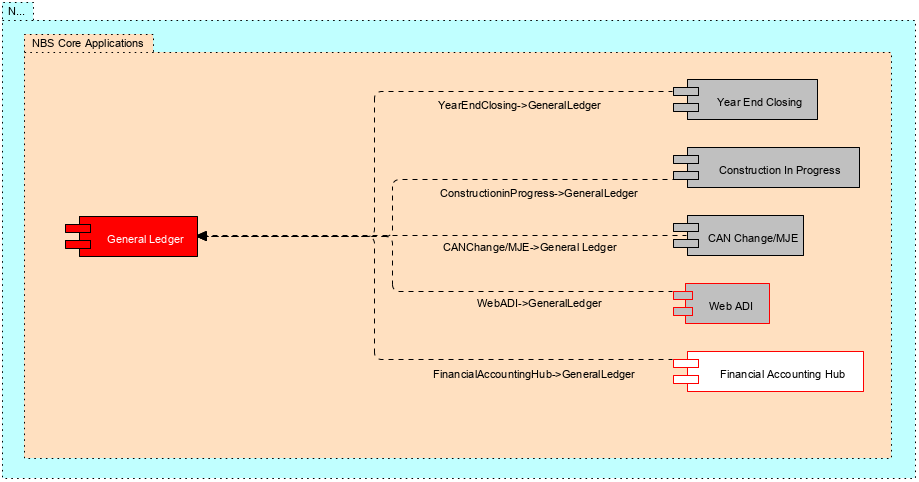 N...
NBS Core Applications
YearEndClosing->GeneralLedger
Year End Closing
Construction In Progress
ConstructioninProgress->GeneralLedger
General Ledger
CAN Change/MJE
CANChange/MJE->General Ledger
WebADI->GeneralLedger
Web ADI
FinancialAccountingHub->GeneralLedger
Financial Accounting Hub